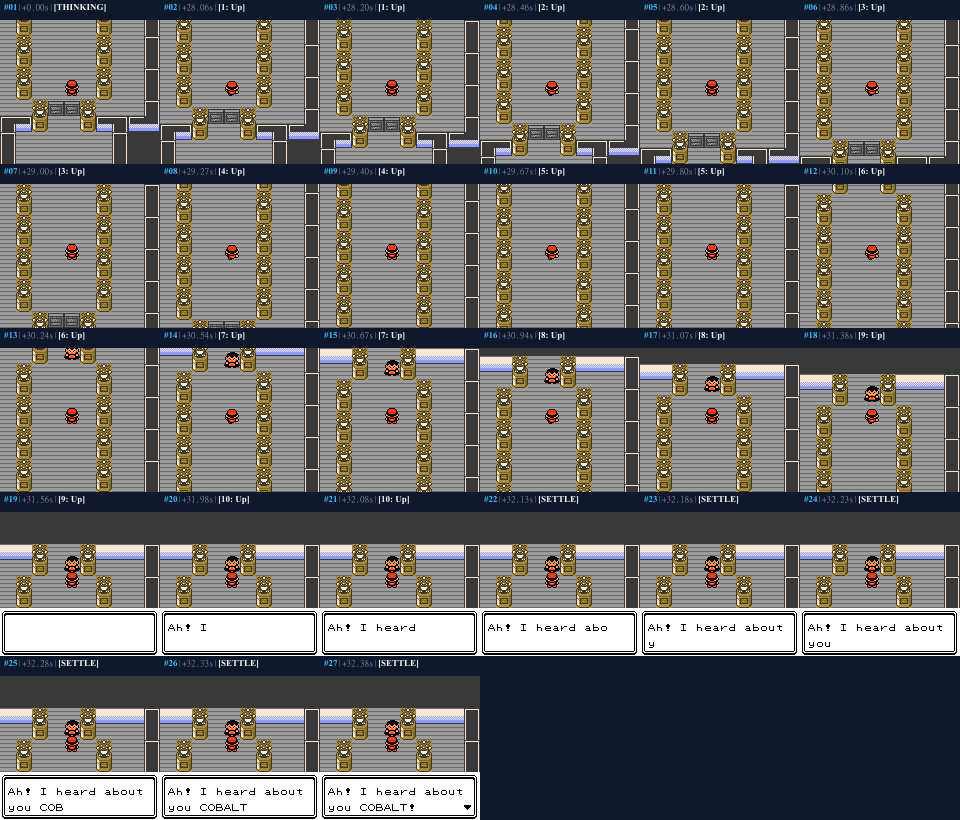 #01|+0.00s|[THINKING]
#02|+28.06s|[1: Up]
#03|+28.20s|[1: Up]
#04|+28.46s|[2: Up]
#05|+28.60s|[2: Up]
#06|+28.86s|[3: Up]
#07|+29.00s|[3: Up]
#08|+29.27s|[4: Up]
#09|+29.40s|[4: Up]
#10|+29.67s|[5: Up]
#11|+29.80s|[5: Up]
#12|+30.10s|[6: Up]
#13|+30.24s|[6: Up]
#14|+30.54s|[7: Up]
#15|+30.67s|[7: Up]
#16|+30.94s|[8: Up]
#17|+31.07s|[8: Up]
#18|+31.38s|[9: Up]
#19|+31.56s|[9: Up]
#20|+31.98s|[10: Up]
Ah! I
#21|+32.08s|[10: Up]
Ah! I heard
#22|+32.13s|[SETTLE]
Ah! I heard abo
#23|+32.18s|[SETTLE]
Ah! I heard about
y
#24|+32.23s|[SETTLE]
Ah! I heard about
you
#25|+32.28s|[SETTLE]
Ah! I heard about
you COB
#26|+32.33s|[SETTLE]
Ah! I heard about
you COBALT
#27|+32.38s|[SETTLE]
Ah! I heard about
you COBALT!